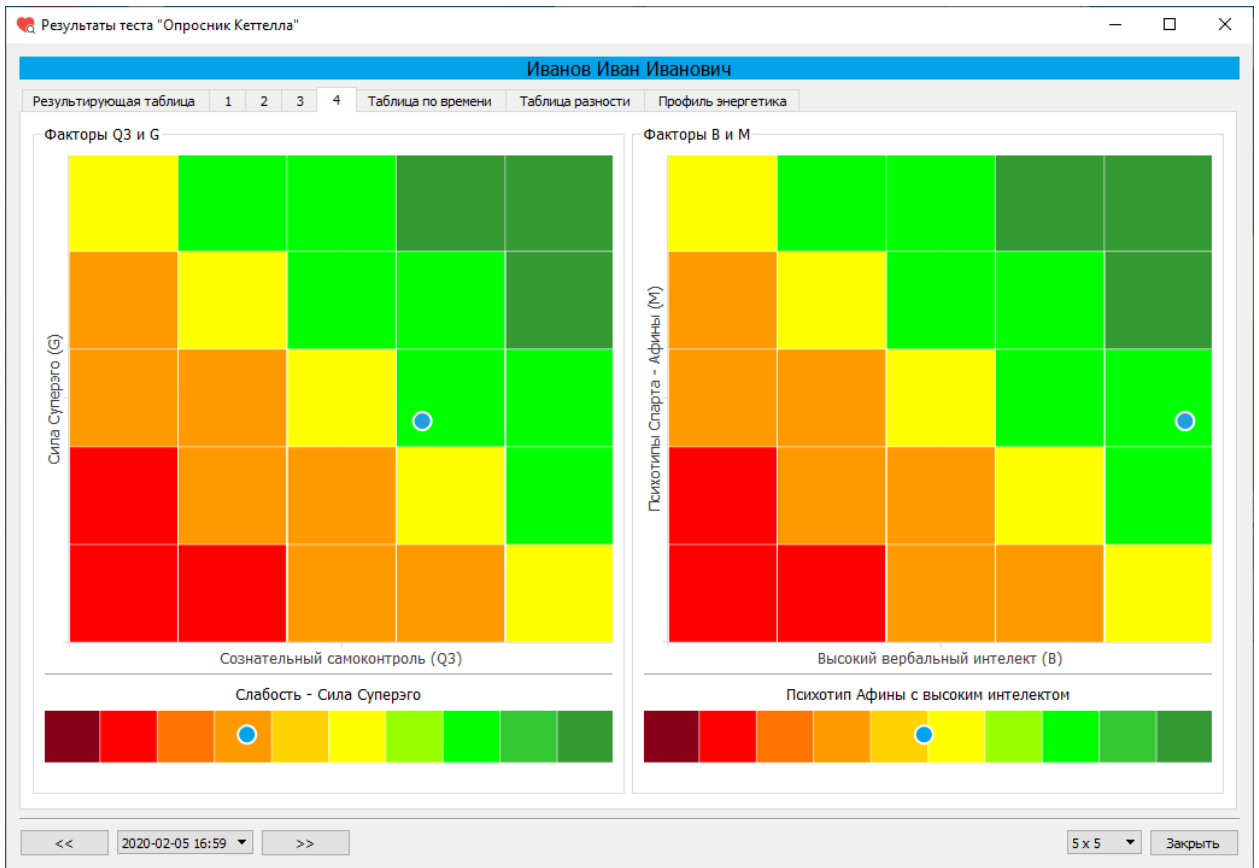 Результаты теста "Опросник Кеттелла"
Иванов Иван Иванович
Результирующая таблица 1 2 3 4 Таблица по времени Таблица разности Профиль энергетика
Факторы Q3 и G
Сила Суперэго (G)
Сознательный самоконтроль (Q3)
Слабость - Сила Суперэго
Факторы B и M
Психотипы Спарта - Афины (M)
Высокий вербальный интелект (B)
Психотип Афины с высоким интелектом
<< 2020-02-05 16:59 >> 5 x 5 Закрыть